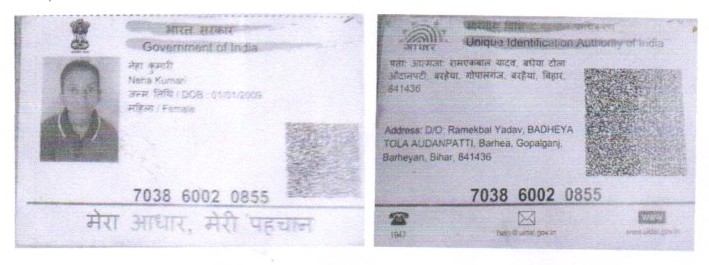 भारत सरकार
Government of India
नेहा कुमारी
Neha Kumari
जन्म तिथि / DOB : 01/01/2009
महिला / Female
7038 6002 0855
मेरा आधार, मेरी पहचान
आधार
Unique Identification Authority of India
पता: आत्मजा: रामएकबाल यादव, बधेया टोला
औदानपटी, बरहेया, गोपालगंज, बरहैयां, बिहार,
841436
Address: D/O: Ramekbal Yadav, BADHEYA
TOLA AUDANPATTI, Barhea, Gopalganj,
Barheyan, Bihar, 841436
7038 6002 0855
1947
help@uidai.gov.in
www
www.uidai.gov.in